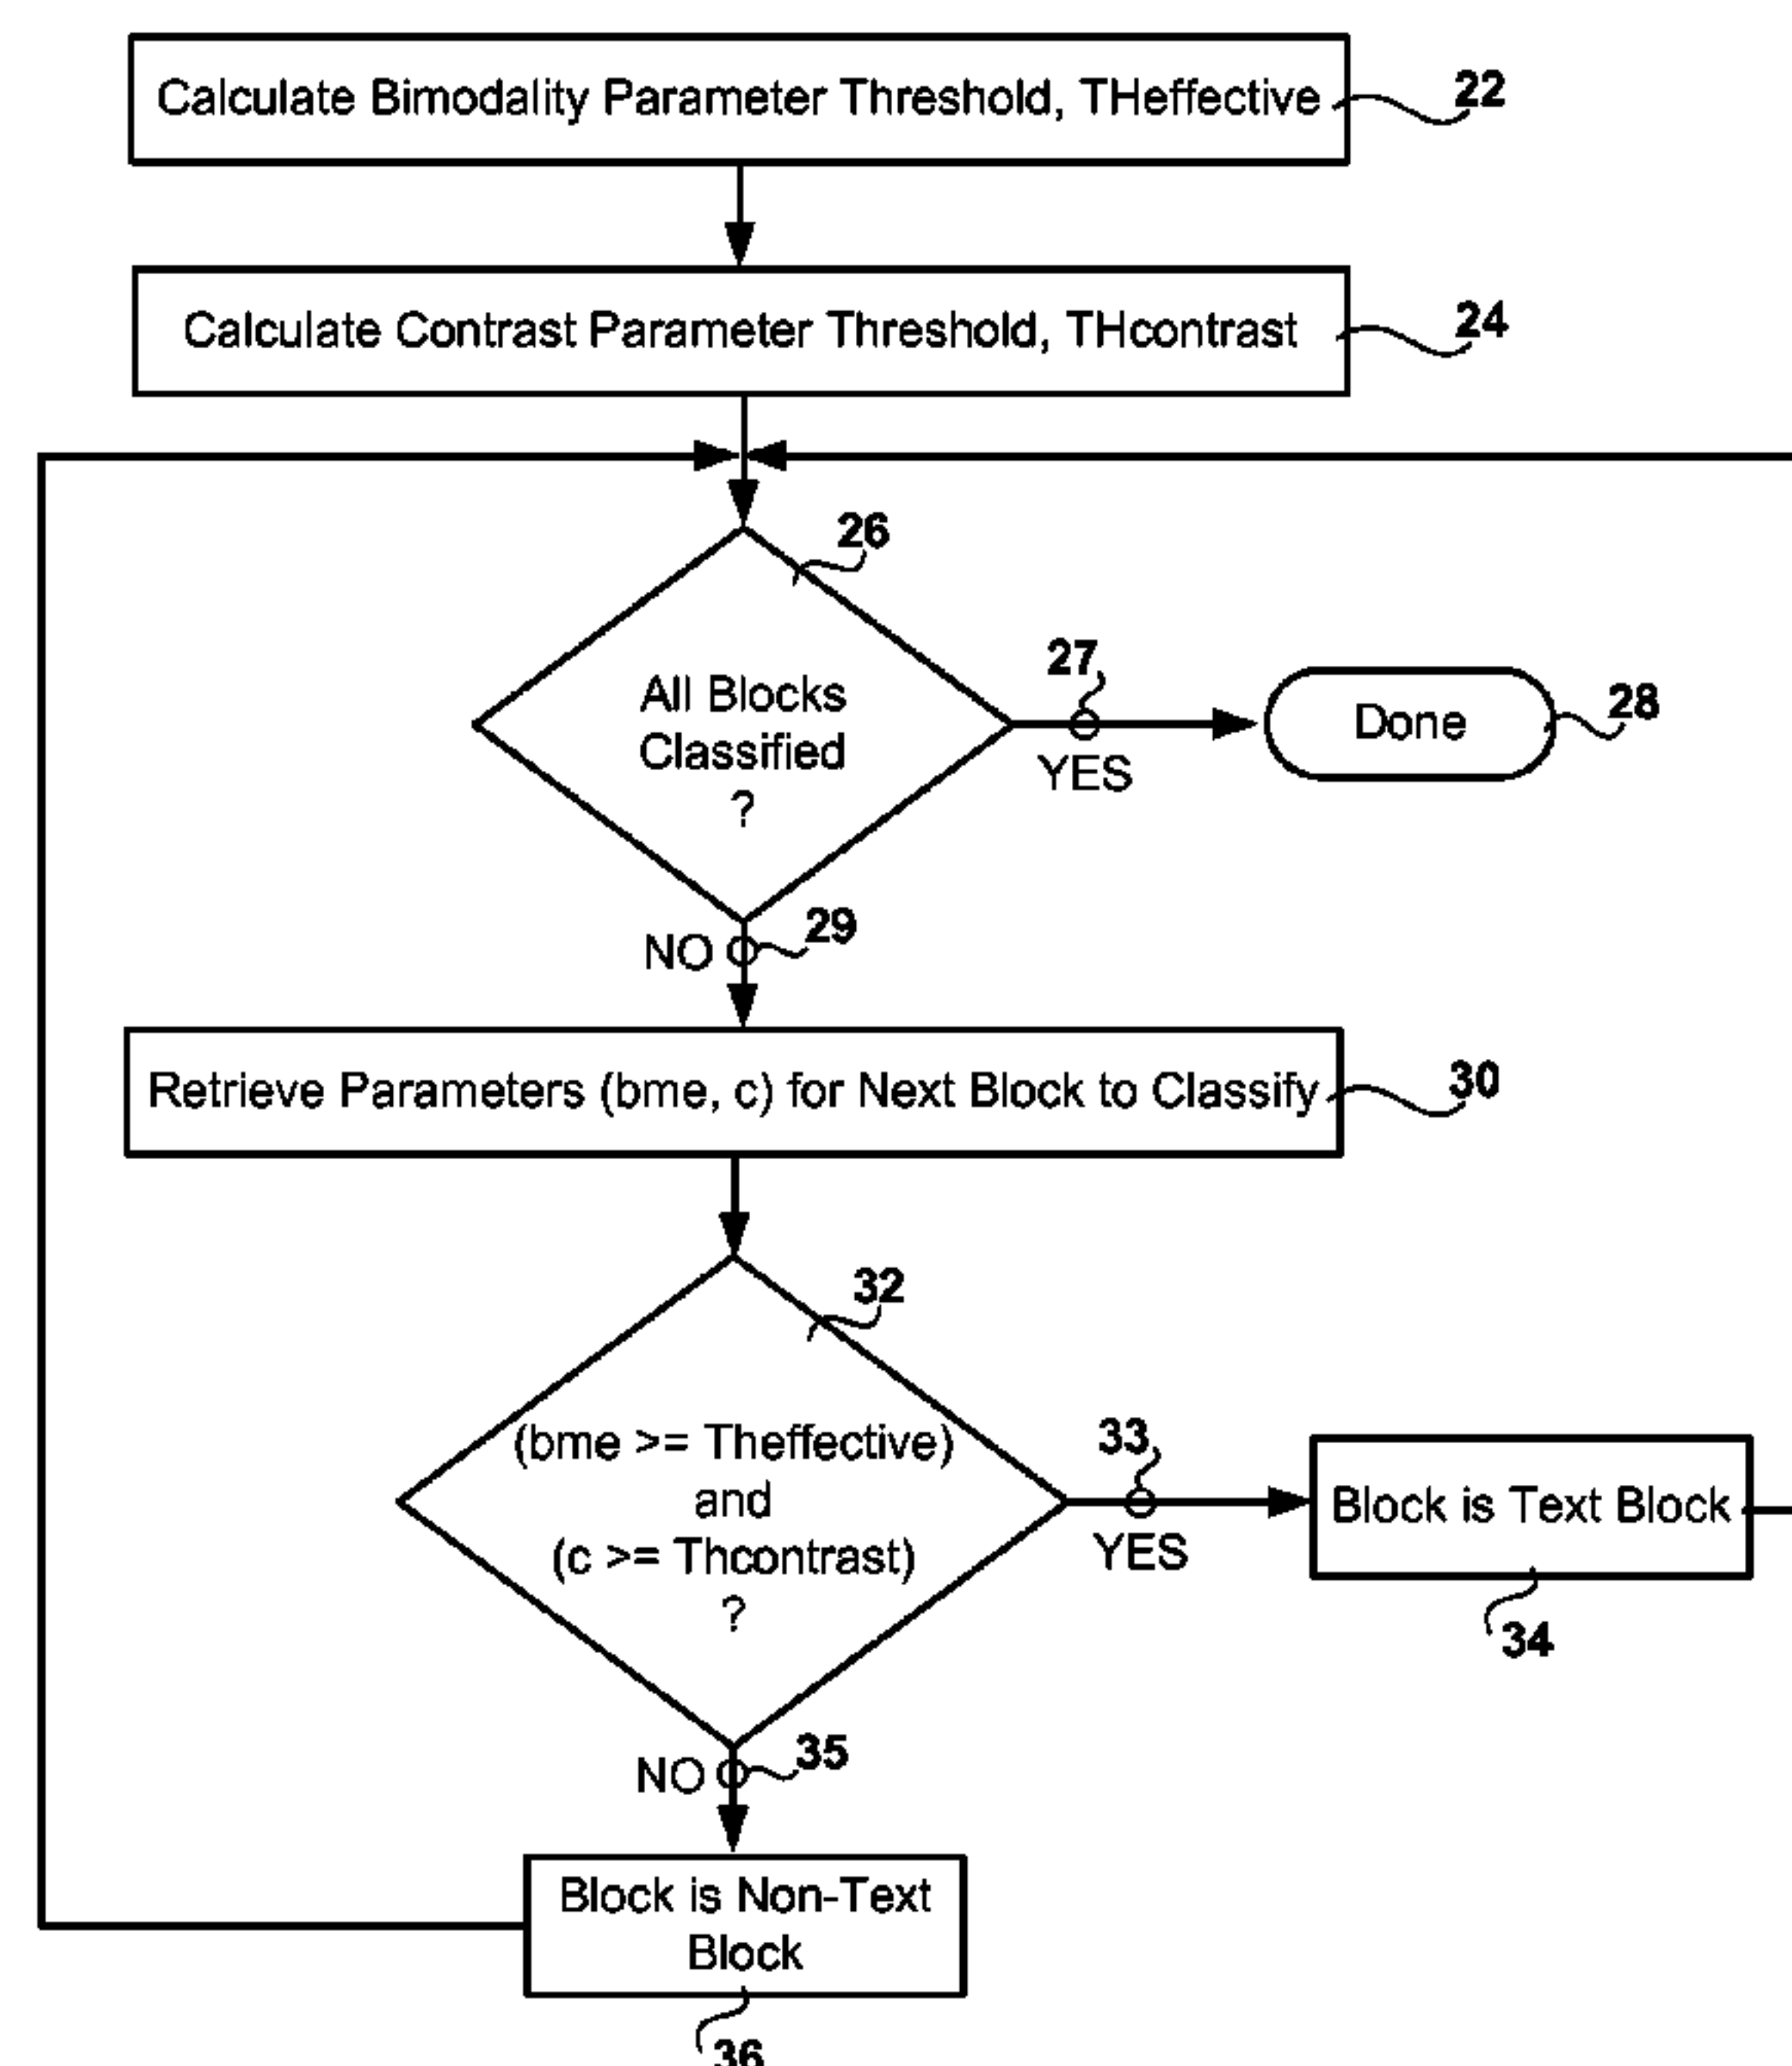 Calculate Bimodality Parameter Threshold, THeffective
22
Calculate Contrast Parameter Threshold, THcontrast
24
26
All Blocks
Classified
?
27
YES
Done
28
NO
29
Retrieve Parameters (bme, c) for Next Block to Classify
30
32
(bme >= Theffective)
and
(c >= Thcontrast)
?
33
YES
Block is Text Block
34
NO
35
Block is Non-Text
Block
36